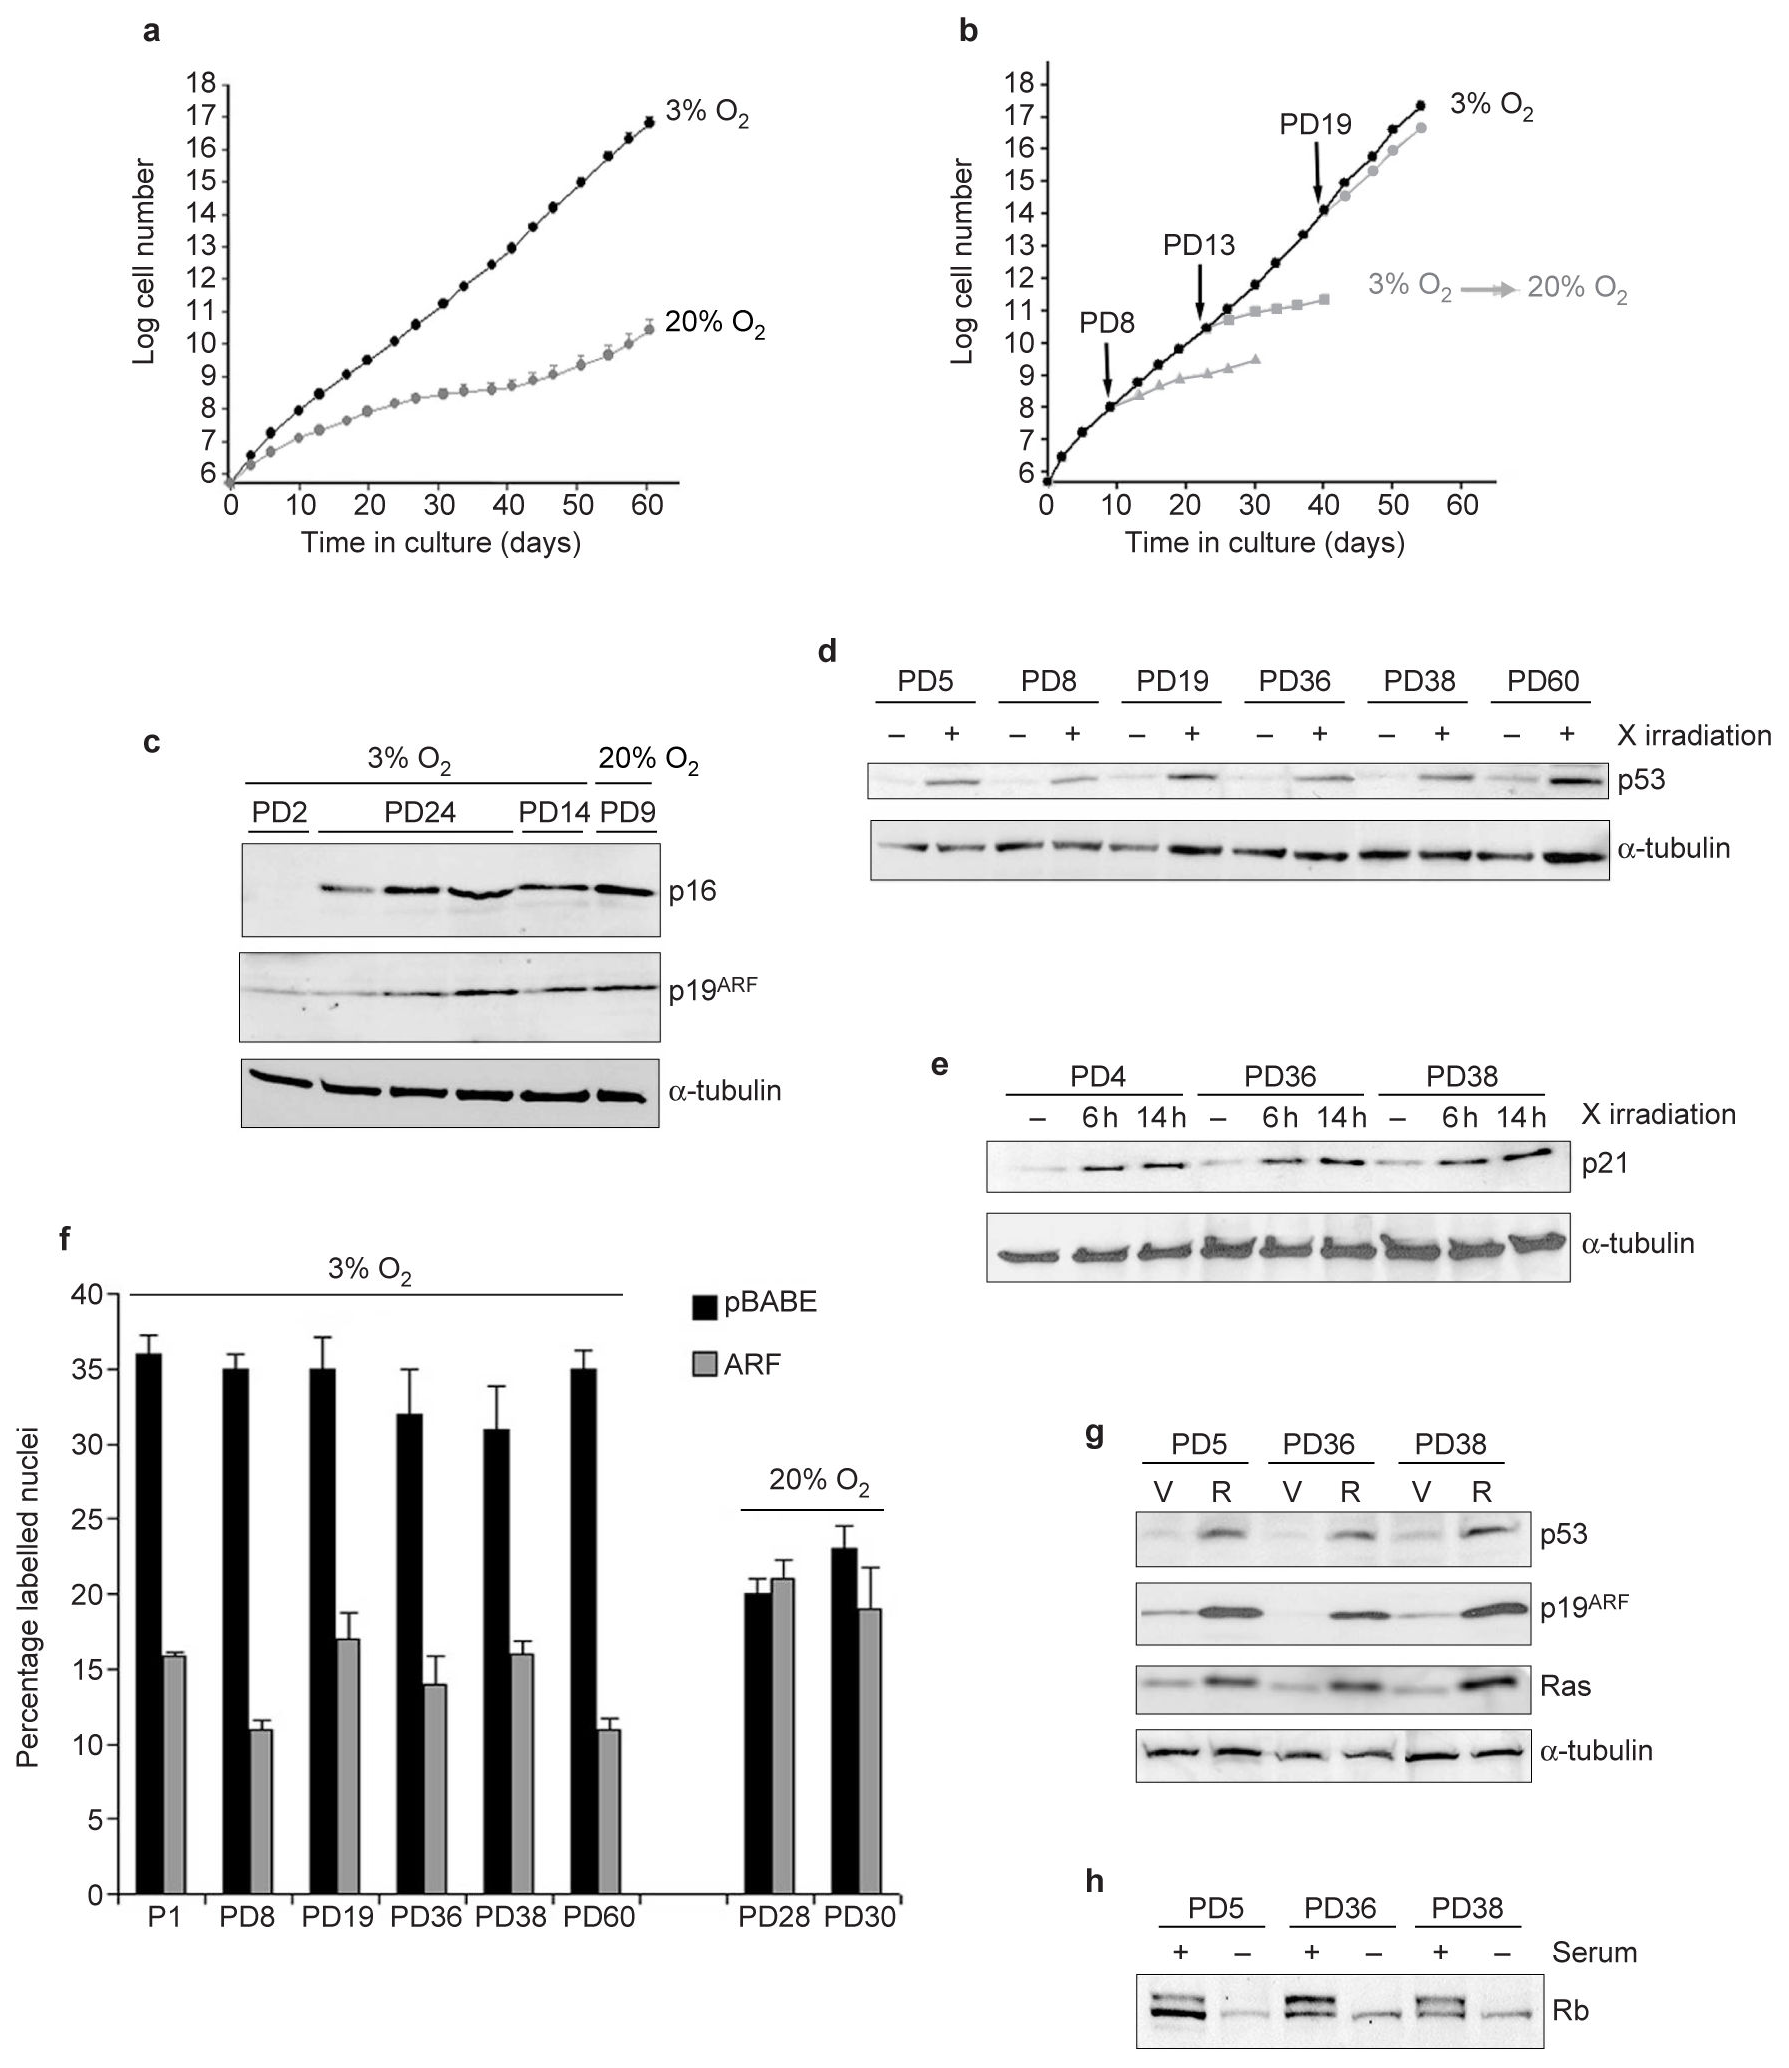 a
18
17
16
15
14
13
12
11
10
9
8
7
6
Log cell number
3% O2
20% O2
0 10 20 30 40 50 60
Time in culture (days)
b
18
17
16
15
14
13
12
11
10
9
8
7
6
Log cell number
PD19
PD13
PD8
3% O2
3% O2 → 20% O2
0 10 20 30 40 50 60
Time in culture (days)
c
3% O2 20% O2
PD2 PD24 PD14 PD9
p16
p19ARF
α-tubulin
d
PD5 PD8 PD19 PD36 PD38 PD60
– + – + – + – + – + – + X irradiation
p53
α-tubulin
e
PD4 PD36 PD38
– 6 h 14 h – 6 h 14 h – 6 h 14 h X irradiation
p21
α-tubulin
f
3% O2
40
35
30
25
20
15
10
5
0
Percentage labelled nuclei
pBABE
ARF
20% O2
P1 PD8 PD19 PD36 PD38 PD60 PD28 PD30
g
PD5 PD36 PD38
V R V R V R
p53
p19ARF
Ras
α-tubulin
h
PD5 PD36 PD38
+ – + – + – Serum
Rb